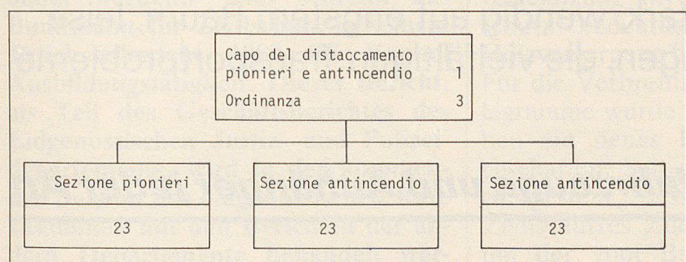 Capo del distaccamento
pionieri e antincendio 1
Ordinanza 3
Sezione pionieri
23
Sezione antincendio
23
Sezione antincendio
23